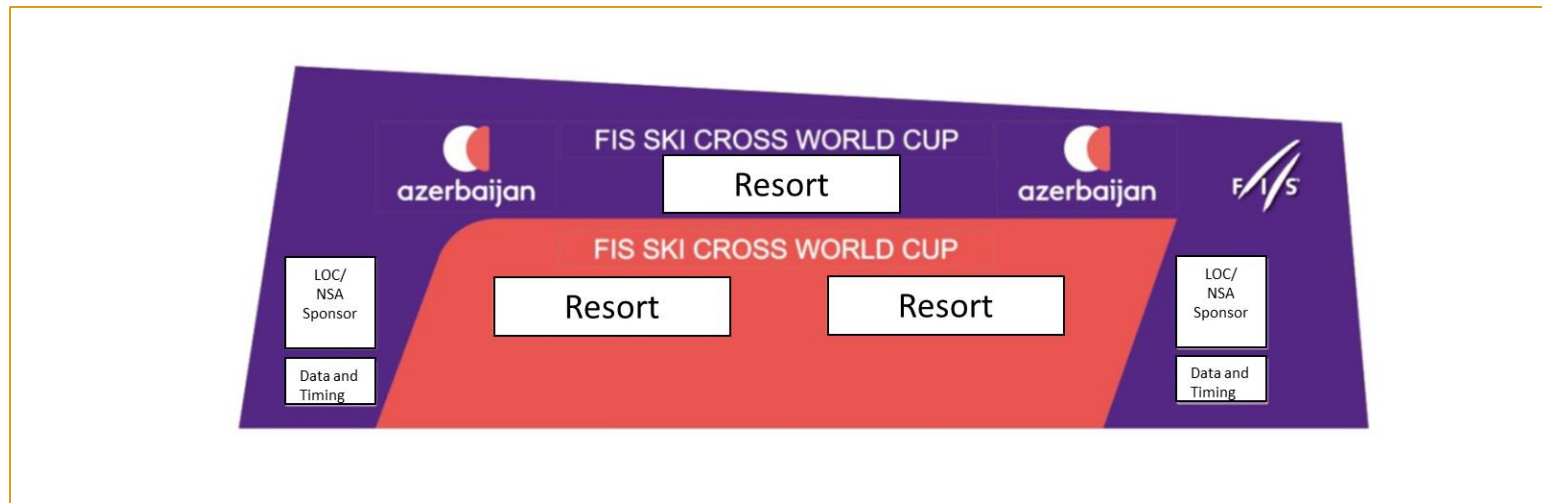 FIS SKI CROSS WORLD CUP
azerbaijan
Resort
azerbaijan
FIS
FIS SKI CROSS WORLD CUP
LOC/
NSA
Sponsor
Resort
Resort
LOC/
NSA
Sponsor
Data and
Timing
Data and
Timing